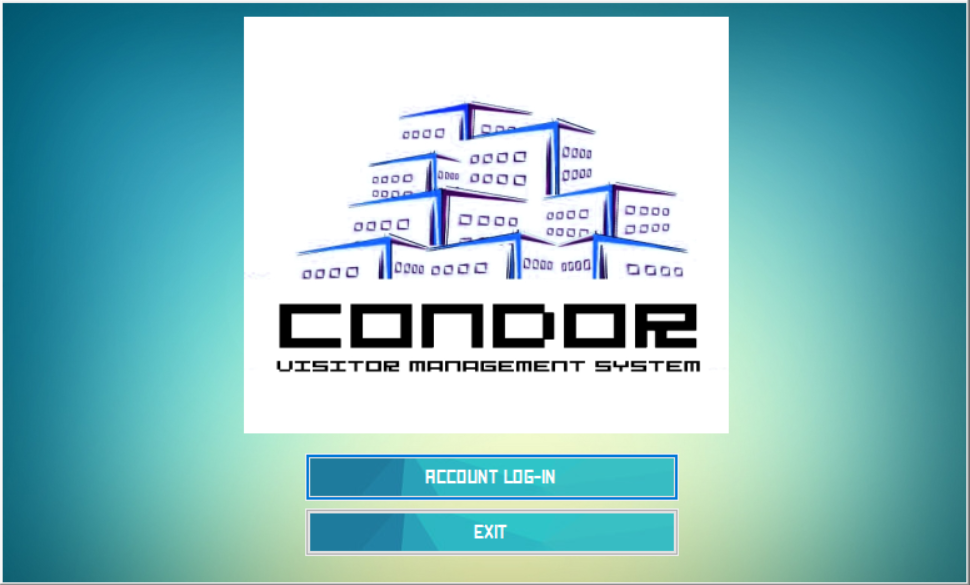 CONDOR
VISITOR MANAGEMENT SYSTEM
ACCOUNT LOG-IN
EXIT